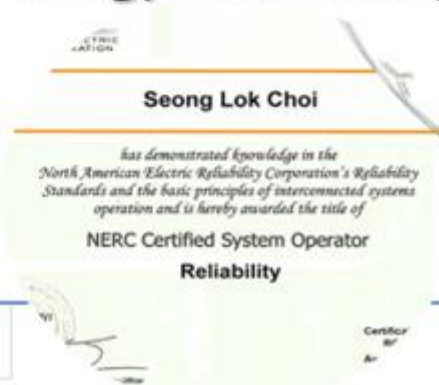 Seong Lok Choi
has demonstrated knowledge in the
North American Electric Reliability Corporation's Reliability
Standards and the basic principles of interconnected systems
operation and is hereby awarded the title of
NERC Certified System Operator
Reliability